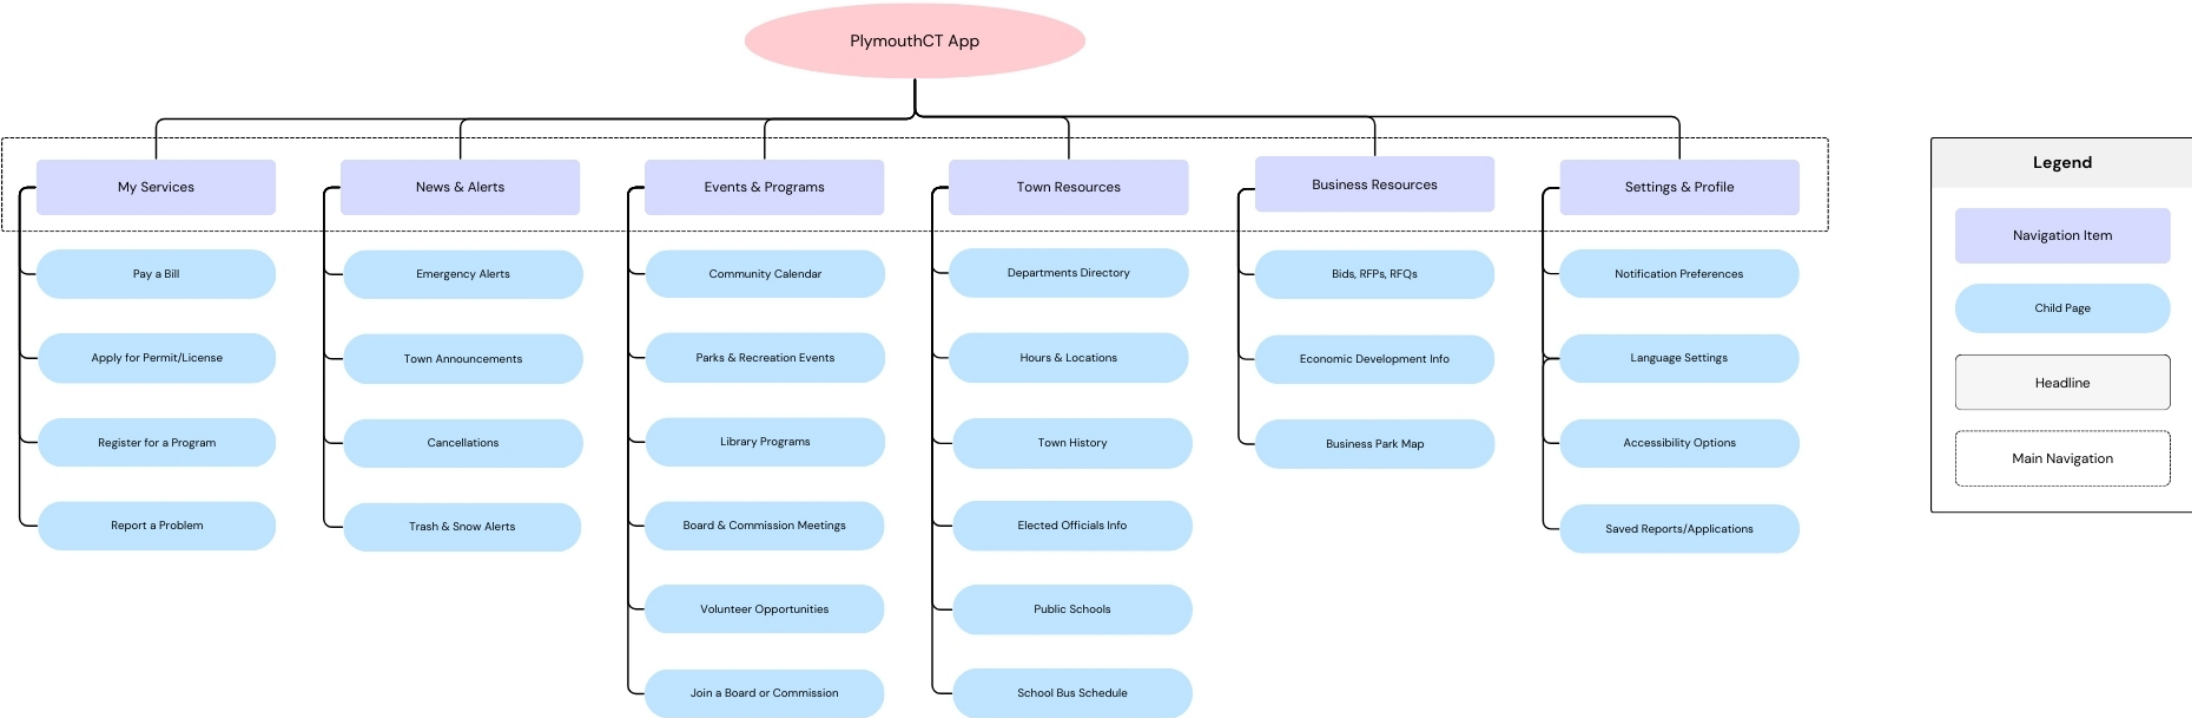 PlymouthCT App
My Services
News & Alerts
Events & Programs
Town Resources
Business Resources
Settings & Profile
Pay a Bill
Apply for Permit/License
Register for a Program
Report a Problem
Emergency Alerts
Town Announcements
Cancellations
Trash & Snow Alerts
Community Calendar
Parks & Recreation Events
Library Programs
Board & Commission Meetings
Volunteer Opportunities
Join a Board or Commission
Departments Directory
Hours & Locations
Town History
Elected Officials Info
Public Schools
School Bus Schedule
Bids, RFPs, RFQs
Economic Development Info
Business Park Map
Notification Preferences
Language Settings
Accessibility Options
Saved Reports/Applications
Legend
Navigation Item
Child Page
Headline
Main Navigation